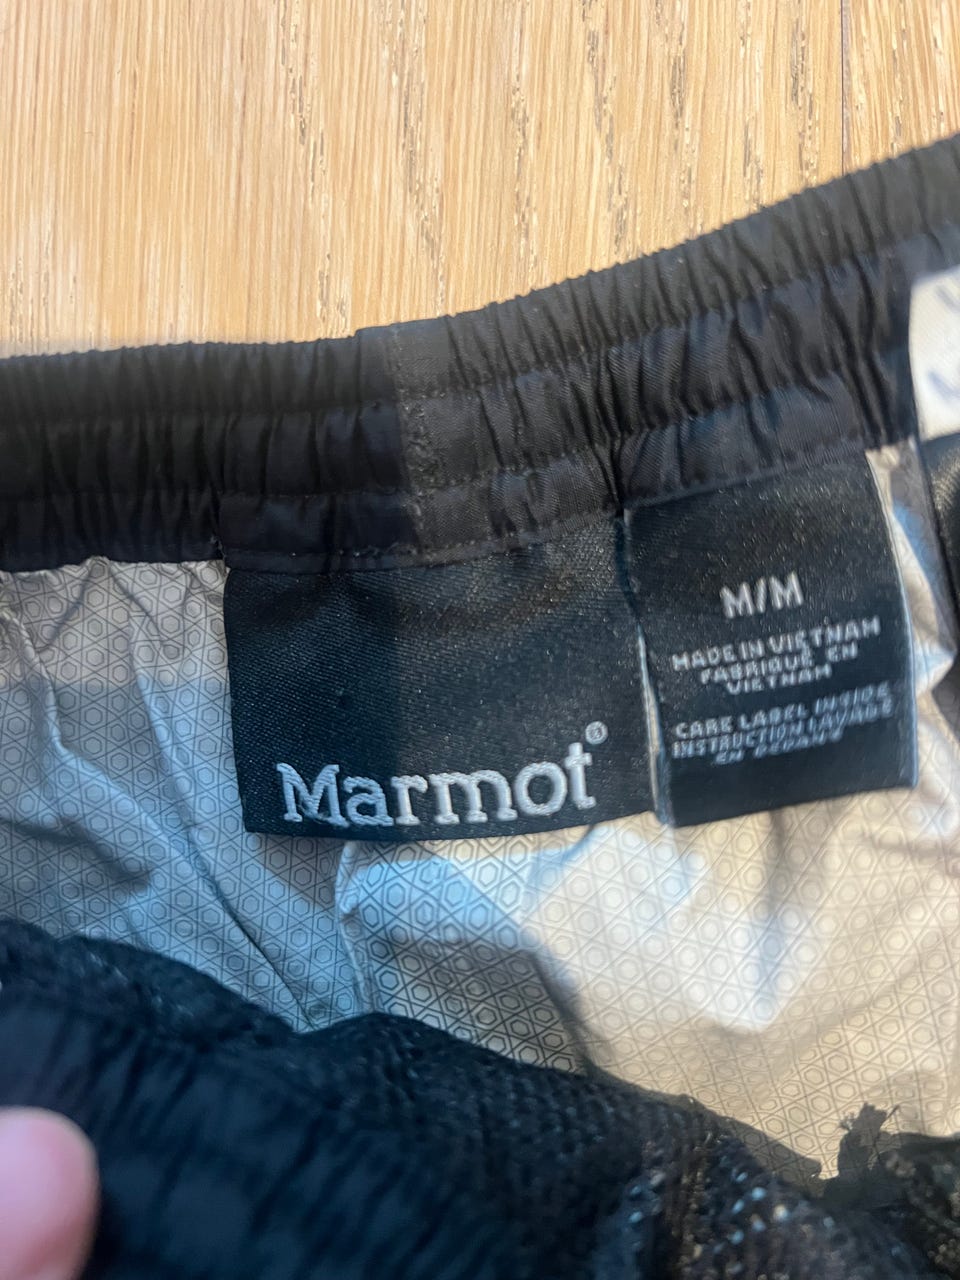 Marmot®
M/M
MADE IN VIETNAM
FABRIQUÉ EN
VIETNAM
CARE LABEL INSIDE
INSTRUCTION LAVAGE
EN DEDANS